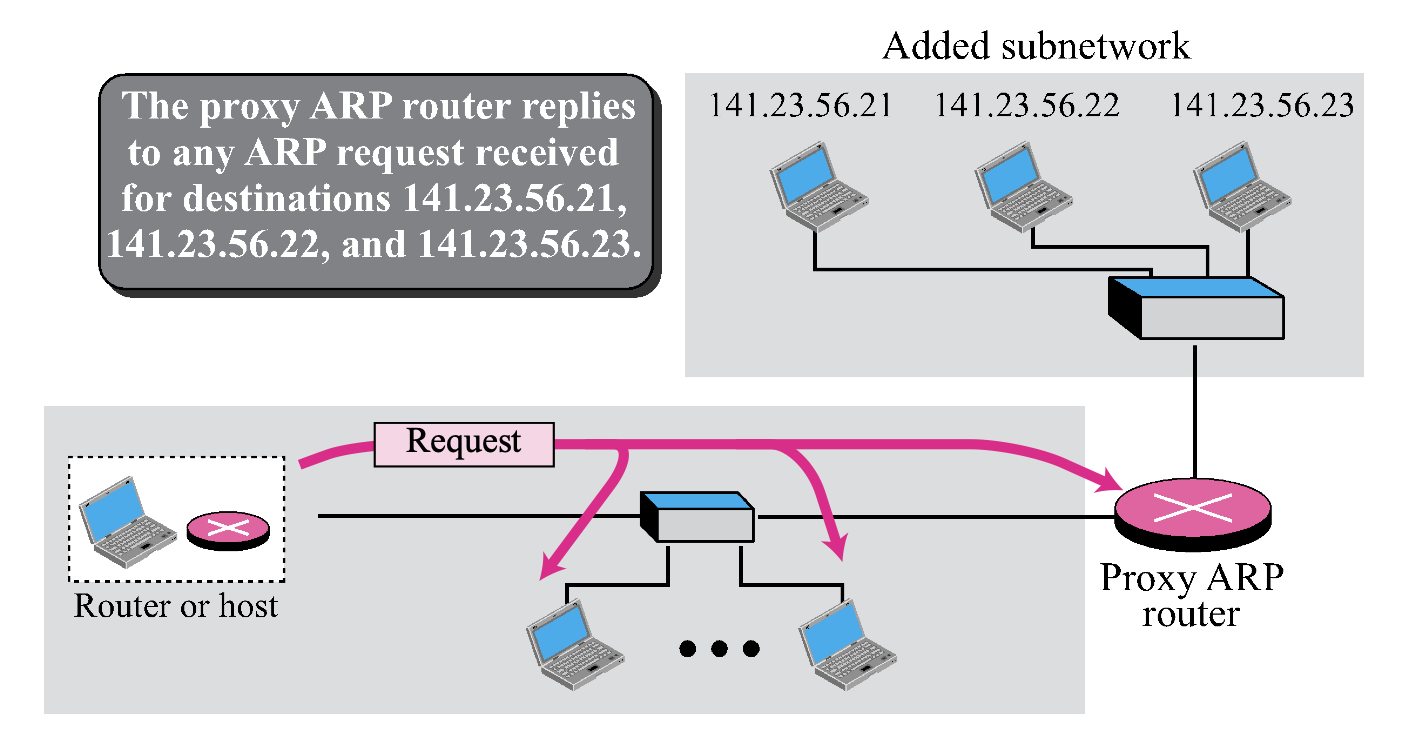 Added subnetwork
The proxy ARP router replies
to any ARP request received
for destinations 141.23.56.21,
141.23.56.22, and 141.23.56.23.
141.23.56.21
141.23.56.22
141.23.56.23
Request
Router or host
Proxy ARP
router